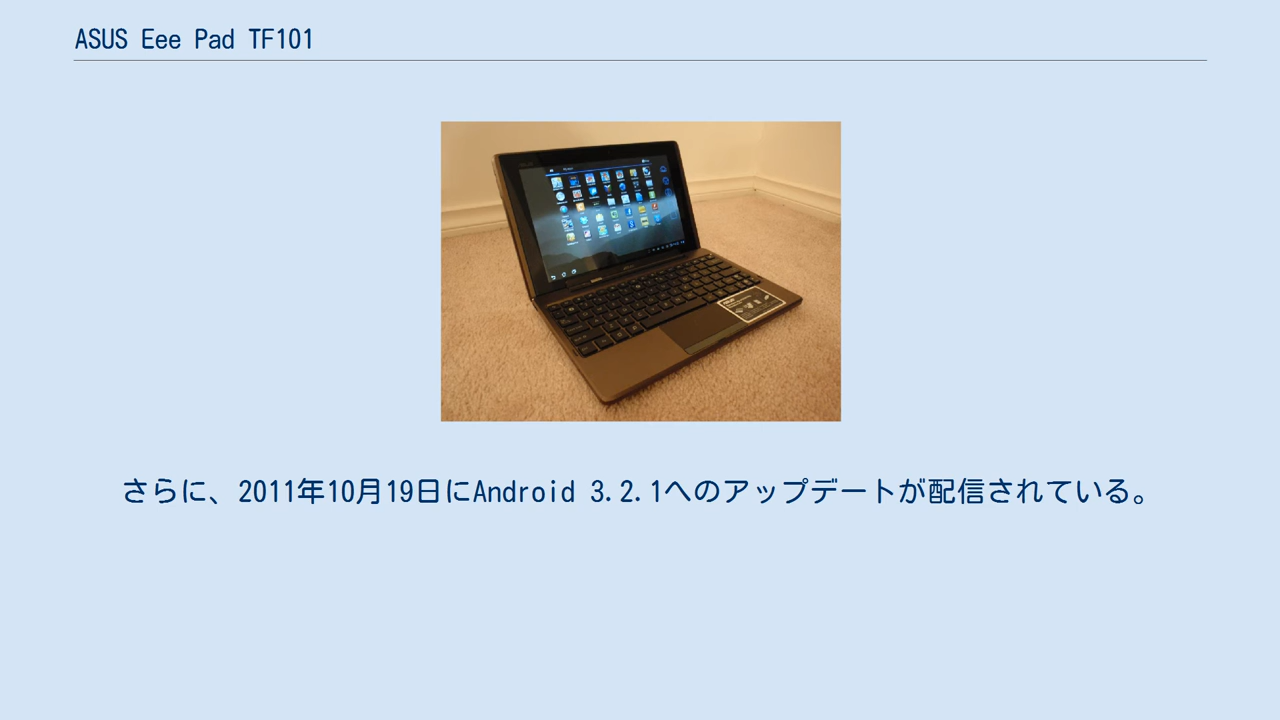 ASUS Eee Pad TF101
さらに、2011年10月19日にAndroid 3.2.1へのアップデートが配信されている。